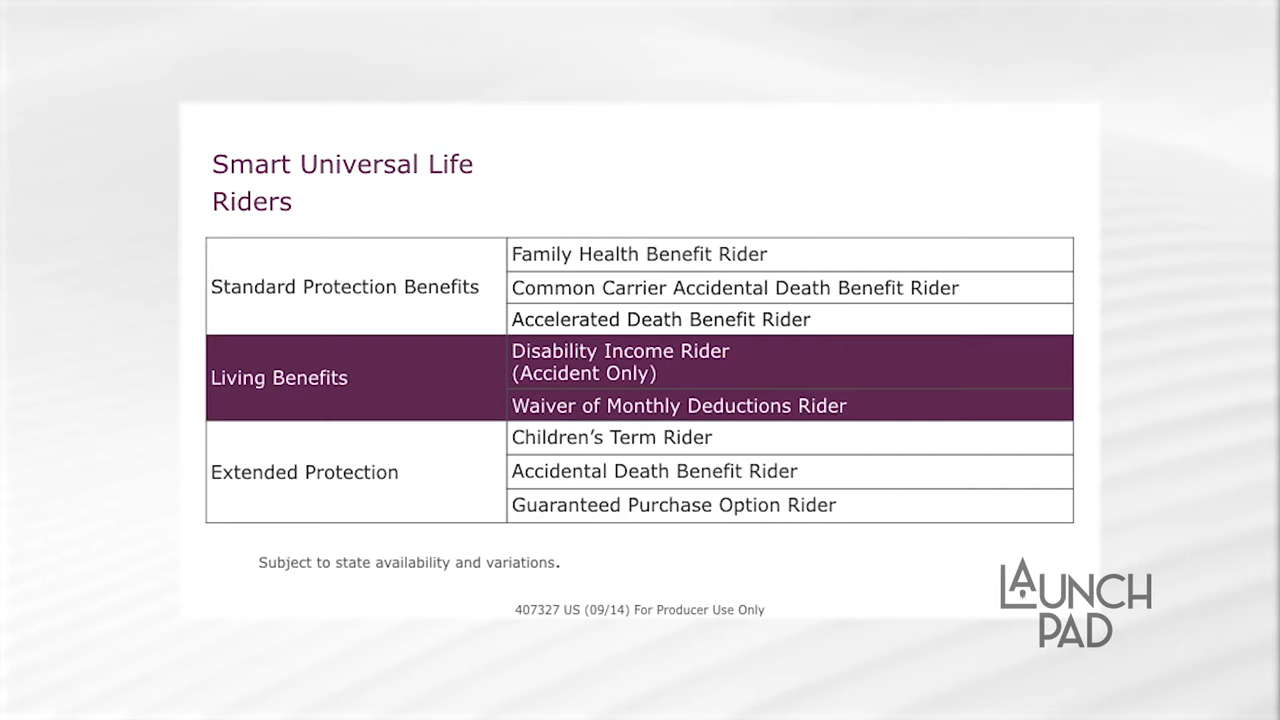 Smart Universal Life
Riders
Standard Protection Benefits
Family Health Benefit Rider
Common Carrier Accidental Death Benefit Rider
Accelerated Death Benefit Rider
Living Benefits
Disability Income Rider
(Accident Only)
Waiver of Monthly Deductions Rider
Extended Protection
Children’s Term Rider
Accidental Death Benefit Rider
Guaranteed Purchase Option Rider
Subject to state availability and variations.
407327 US (09/14) For Producer Use Only
LAUNCH
PAD